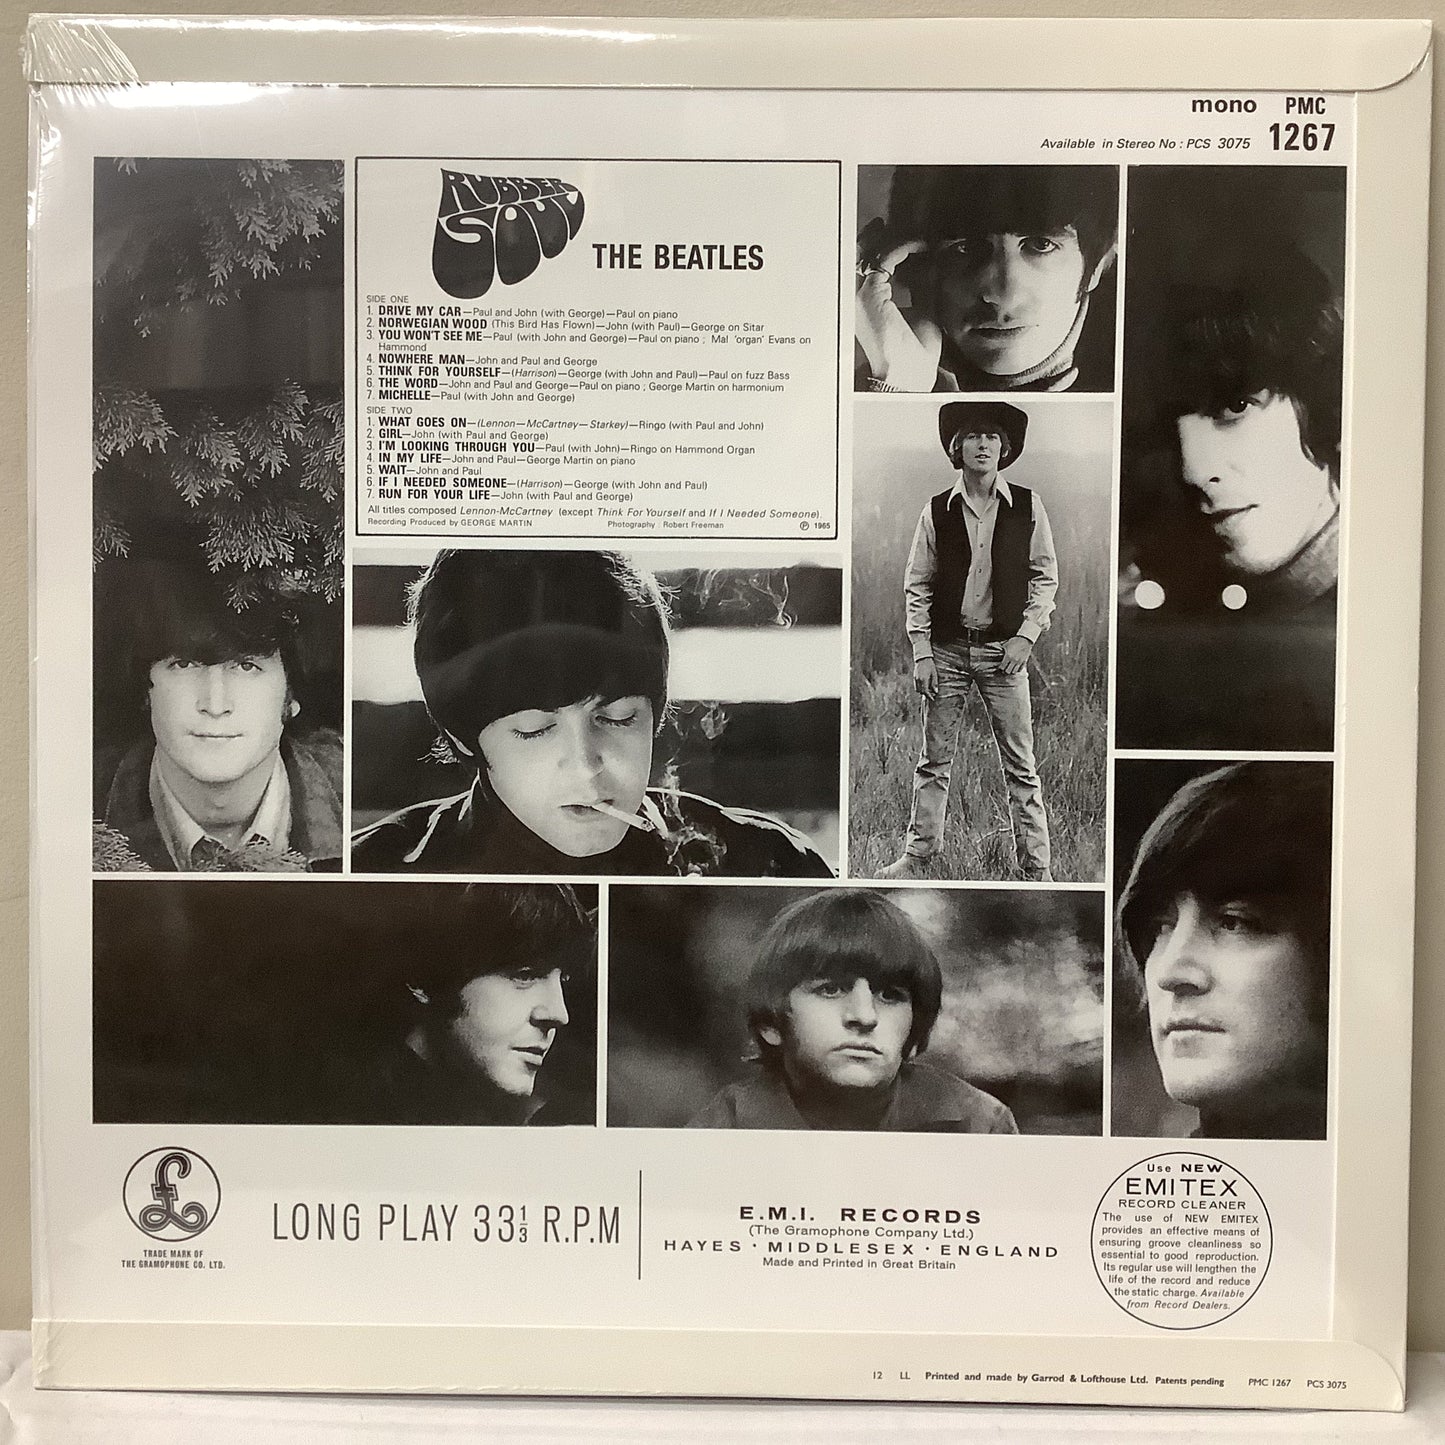 mono PMC
Available in Stereo No : PCS 3075 1267
RUBBER
SOUL
THE BEATLES
SIDE ONE
1. DRIVE MY CAR—Paul and John (with George)—Paul on piano
2. NORWEGIAN WOOD (This Bird Has Flown)—John (with Paul)—George on Sitar
3. YOU WON'T SEE ME—Paul (with John and George)—Paul on piano ; Mal 'organ' Evans on
Hammond
4. NOWHERE MAN—John and Paul and George
5. THINK FOR YOURSELF—(Harrison)—George (with John and Paul)—Paul on fuzz Bass
6. THE WORD—John and Paul and George—Paul on piano ; George Martin on harmonium
7. MICHELLE—Paul (with John and George)
SIDE TWO
1. WHAT GOES ON—(Lennon—McCartney—Starkey)—Ringo (with Paul and John)
2. GIRL—John (with Paul and George)
3. I'M LOOKING THROUGH YOU—Paul (with John)—Ringo on Hammond Organ
4. IN MY LIFE—John and Paul—George Martin on piano
5. WAIT—John and Paul
6. IF I NEEDED SOMEONE—(Harrison)—George (with John and Paul)
7. RUN FOR YOUR LIFE—John (with Paul and George)
All titles composed Lennon-McCartney (except Think For Yourself and If I Needed Someone).
Recording Produced by GEORGE MARTIN Photography : Robert Freeman ℗ 1965
£
TRADE MARK OF
THE GRAMOPHONE CO. LTD.
LONG PLAY 33⅓ R.P.M
E.M.I. RECORDS
(The Gramophone Company Ltd.)
HAYES · MIDDLESEX · ENGLAND
Made and Printed in Great Britain
Use NEW
EMITEX
RECORD CLEANER
The use of NEW EMITEX
provides an effective means of
ensuring groove cleanliness so
essential to good reproduction.
Its regular use will lengthen the
life of the record and reduce
the static charge. Available
from Record Dealers.
12 LL Printed and made by Garrod & Lofthouse Ltd. Patents pending PMC 1267 PCS 3075